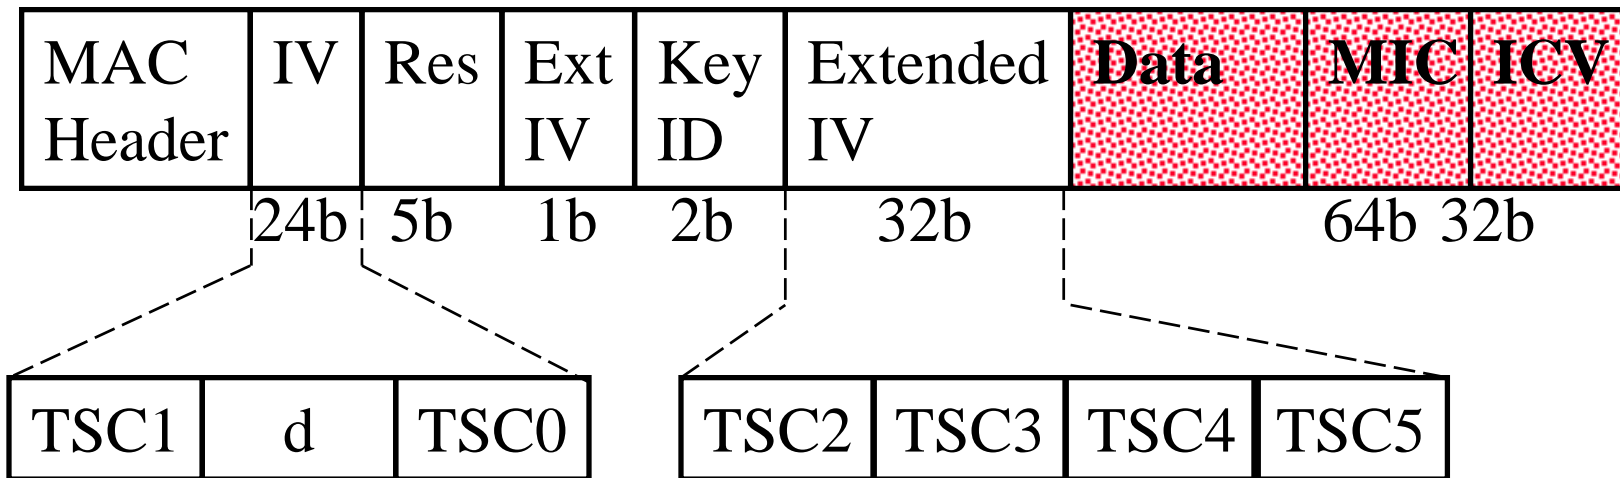 MAC Header IV Res Ext IV Key ID Extended IV Data MIC ICV
24b 5b 1b 2b 32b 64b 32b
TSC1 d TSC0 TSC2 TSC3 TSC4 TSC5